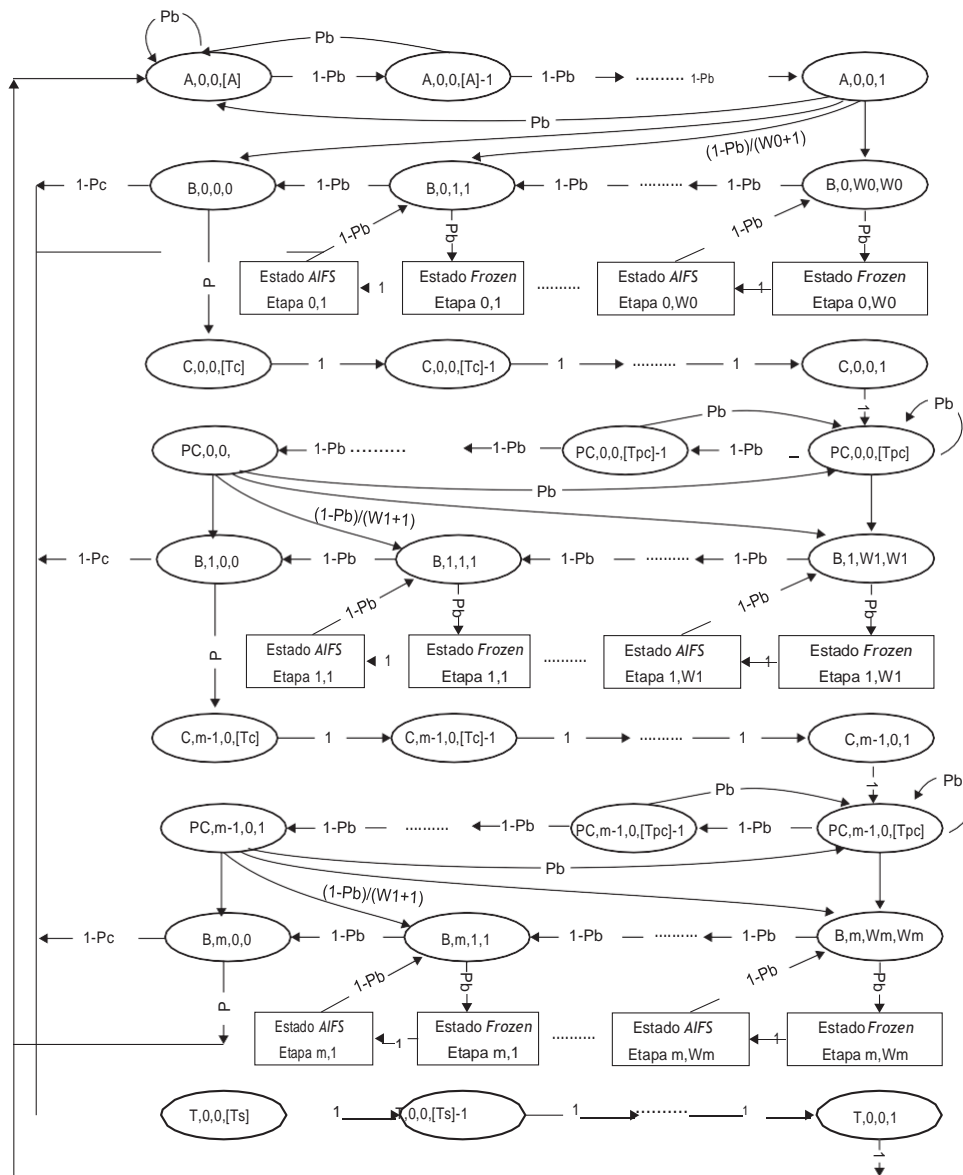 Pb
Pb
A,0,0,[A]
1-Pb
A,0,0,[A]-1
1-Pb
..........
1-Pb
A,0,0,1
Pb
(1-Pb)/(W0+1)
1-Pc
B,0,0,0
1-Pb
B,0,1,1
1-Pb
..........
1-Pb
B,0,W0,W0
P
1-Pb
Pb
1-Pb
Pb
Estado AIFS
Etapa 0,1
1
Estado Frozen
Etapa 0,1
..........
Estado AIFS
Etapa 0,W0
1
Estado Frozen
Etapa 0,W0
C,0,0,[Tc]
1
C,0,0,[Tc]-1
1
..........
1
C,0,0,1
1
Pb
Pb
PC,0,0,
1-Pb
..........
1-Pb
PC,0,0,[Tpc]-1
1-Pb
PC,0,0,[Tpc]
Pb
(1-Pb)/(W1+1)
1-Pc
B,1,0,0
1-Pb
B,1,1,1
1-Pb
..........
1-Pb
B,1,W1,W1
P
1-Pb
Pb
1-Pb
Pb
Estado AIFS
Etapa 1,1
1
Estado Frozen
Etapa 1,1
..........
Estado AIFS
Etapa 1,W1
1
Estado Frozen
Etapa 1,W1
C,m-1,0,[Tc]
1
C,m-1,0,[Tc]-1
1
..........
1
C,m-1,0,1
1
Pb
Pb
PC,m-1,0,1
1-Pb
..........
1-Pb
PC,m-1,0,[Tpc]-1
1-Pb
PC,m-1,0,[Tpc]
Pb
(1-Pb)/(W1+1)
1-Pc
B,m,0,0
1-Pb
B,m,1,1
1-Pb
..........
1-Pb
B,m,Wm,Wm
P
1-Pb
Pb
1-Pb
Pb
Estado AIFS
Etapa m,1
1
Estado Frozen
Etapa m,1
..........
Estado AIFS
Etapa m,Wm
1
Estado Frozen
Etapa m,Wm
T,0,0,[Ts]
1
T,0,0,[Ts]-1
1
..........
1
T,0,0,1
1